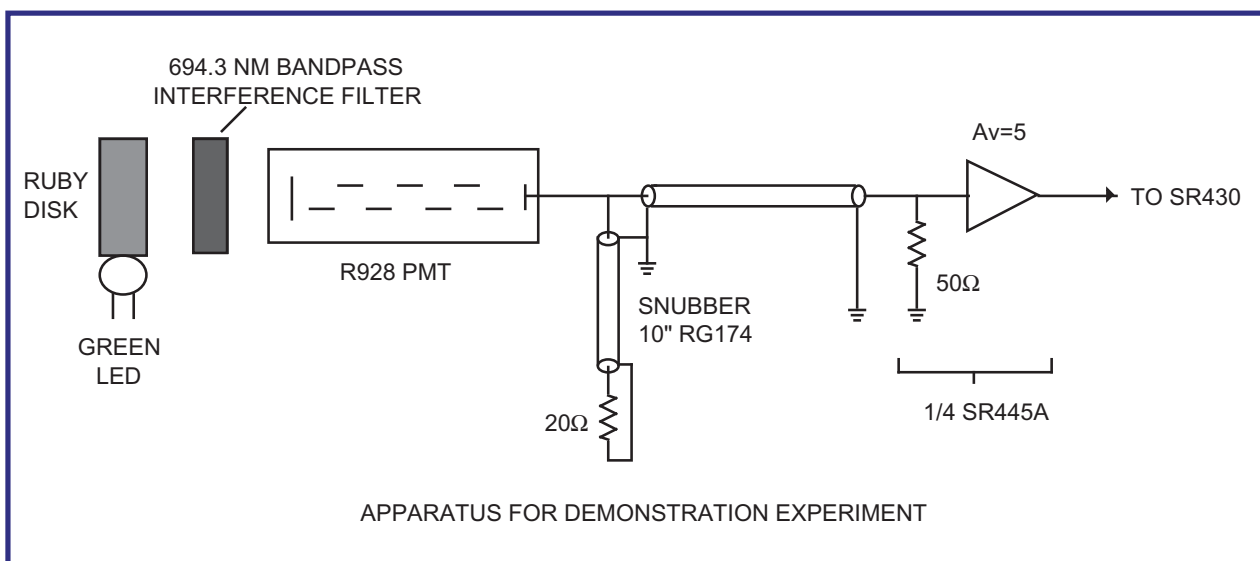 694.3 NM BANDPASS
INTERFERENCE FILTER
Av=5
RUBY
DISK
TO SR430
R928 PMT
50Ω
SNUBBER
10" RG174
GREEN
LED
1/4 SR445A
20Ω
APPARATUS FOR DEMONSTRATION EXPERIMENT